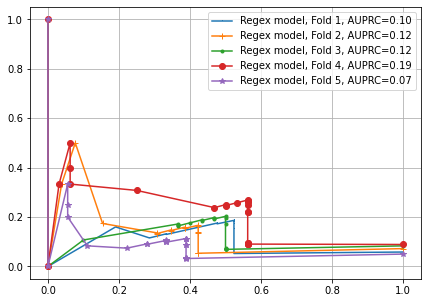 Regex model, Fold 1, AUPRC=0.10
Regex model, Fold 2, AUPRC=0.12
Regex model, Fold 3, AUPRC=0.12
Regex model, Fold 4, AUPRC=0.19
Regex model, Fold 5, AUPRC=0.07
1.0
0.8
0.6
0.4
0.2
0.0
0.0 0.2 0.4 0.6 0.8 1.0